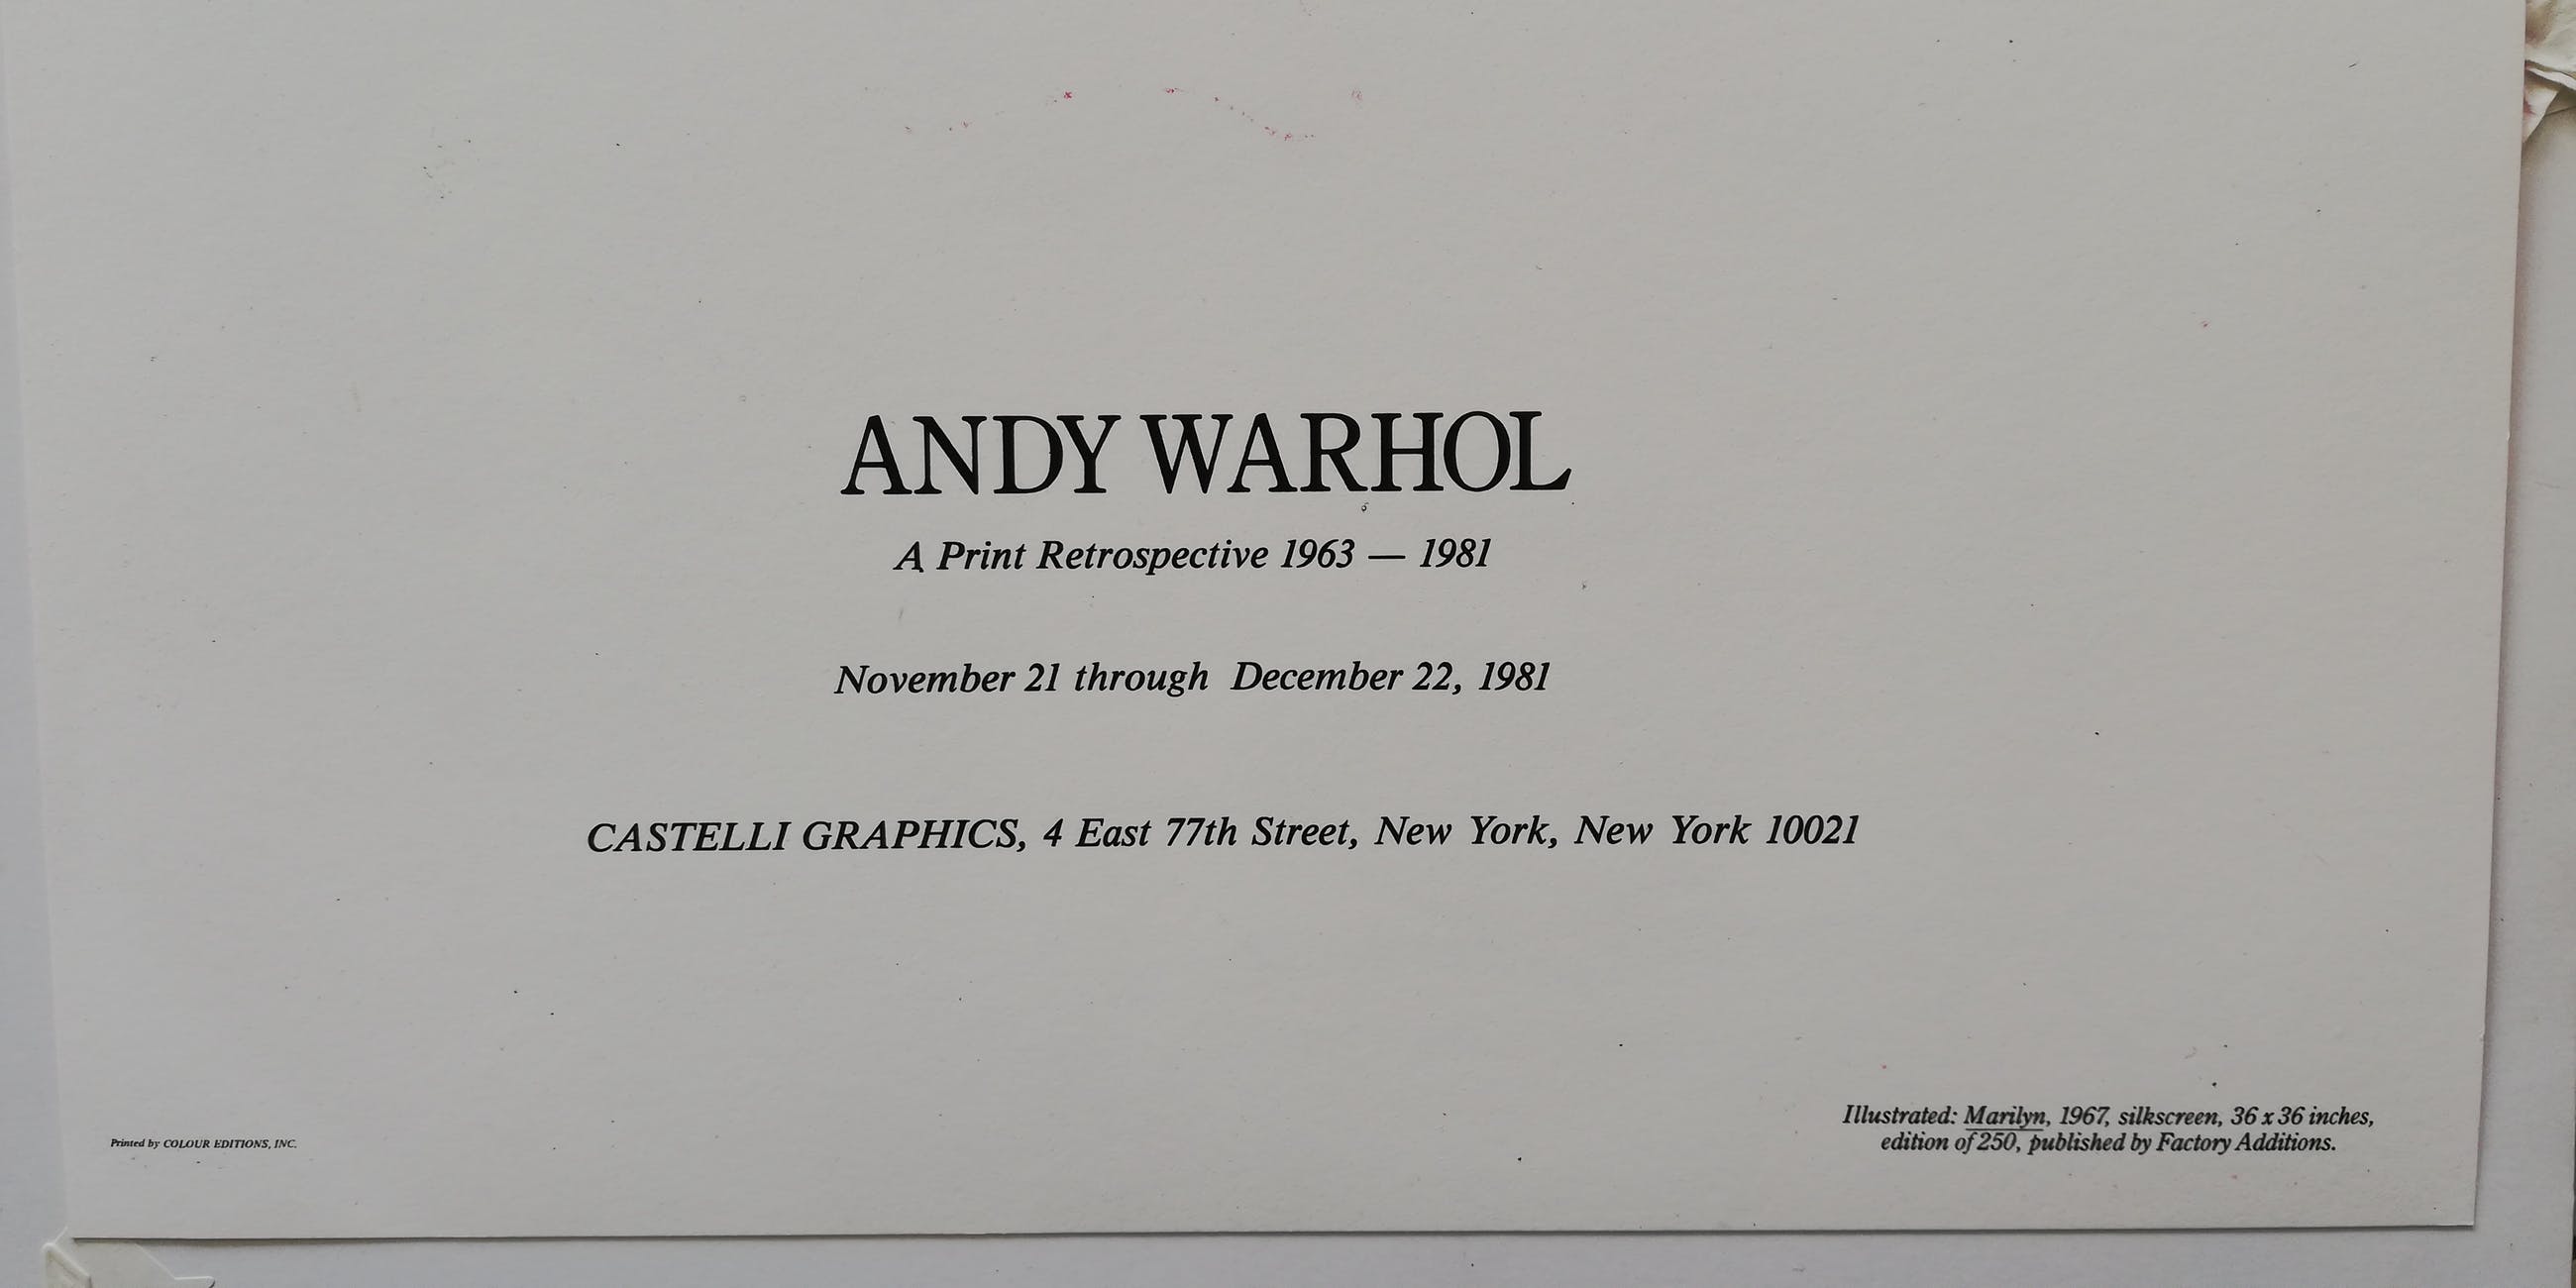 ANDY WARHOL
A Print Retrospective 1963 — 1981
November 21 through December 22, 1981
CASTELLI GRAPHICS, 4 East 77th Street, New York, New York 10021
Printed by COLOUR EDITIONS, INC.
Illustrated: Marilyn, 1967, silkscreen, 36 x 36 inches,
edition of 250, published by Factory Additions.